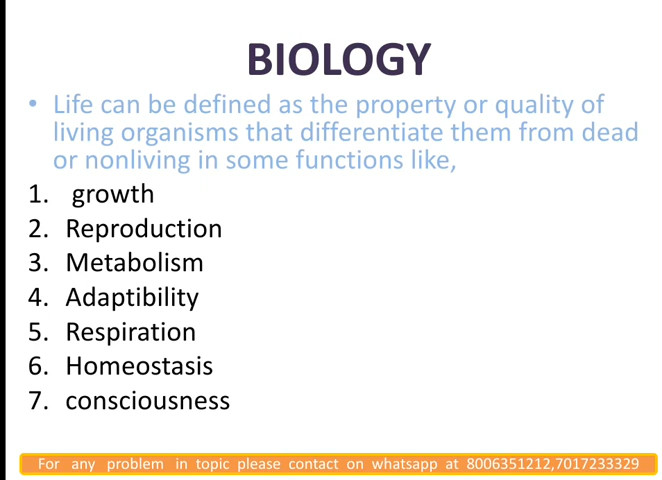 BIOLOGY
• Life can be defined as the property or quality of
living organisms that differentiate them from dead
or nonliving in some functions like,
1. growth
2. Reproduction
3. Metabolism
4. Adaptibility
5. Respiration
6. Homeostasis
7. consciousness
For any problem in topic please contact on whatsapp at 8006351212,7017233329